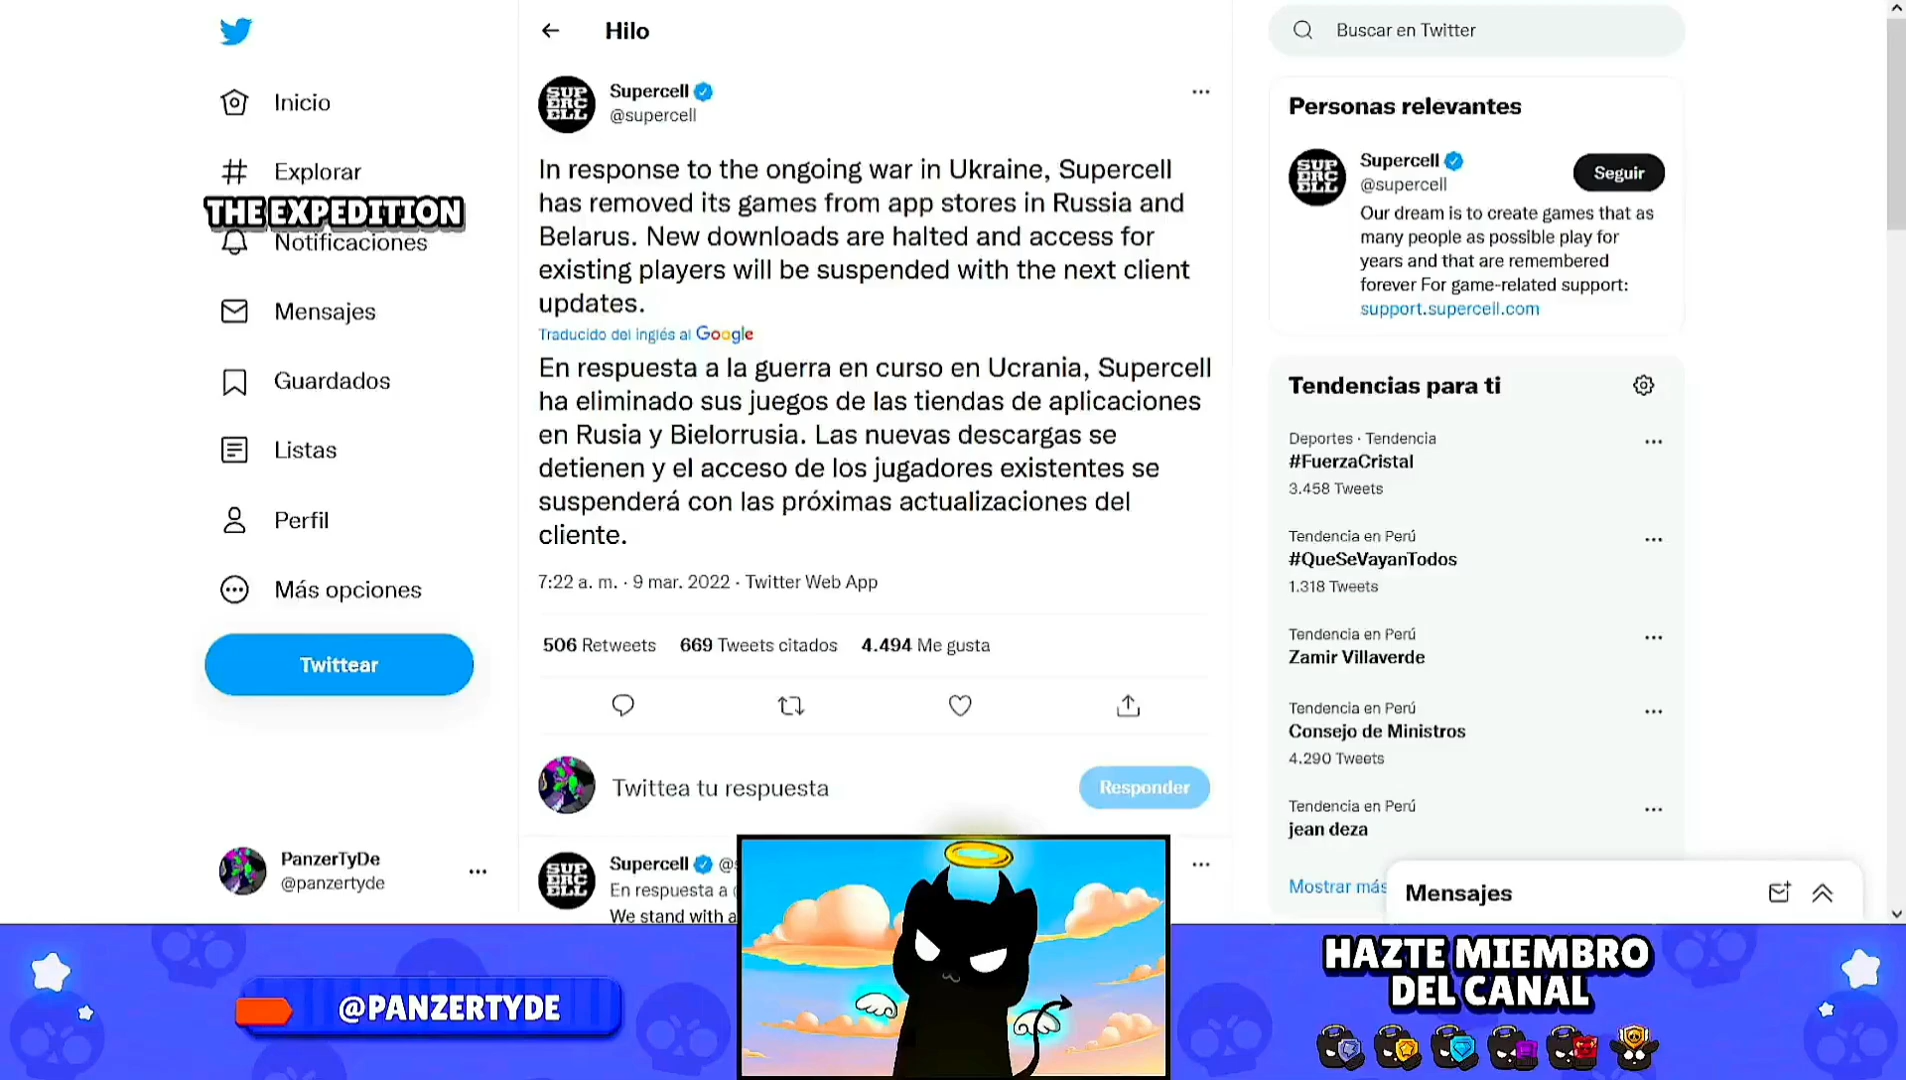 Inicio
Explorar
THE EXPEDITION
Notificaciones
Mensajes
Guardados
Listas
Perfil
Más opciones
Twittear
PanzerTyDe
@panzertyde
Hilo
SUPERCELL
Supercell
@supercell
In response to the ongoing war in Ukraine, Supercell
has removed its games from app stores in Russia and
Belarus. New downloads are halted and access for
existing players will be suspended with the next client
updates.
Traducido del inglés al Google
En respuesta a la guerra en curso en Ucrania, Supercell
ha eliminado sus juegos de las tiendas de aplicaciones
en Rusia y Bielorrusia. Las nuevas descargas se
detienen y el acceso de los jugadores existentes se
suspenderá con las próximas actualizaciones del
cliente.
7:22 a. m. · 9 mar. 2022 · Twitter Web App
506 Retweets 669 Tweets citados 4.494 Me gusta
Twittea tu respuesta
Responder
SUPERCELL
Supercell
En respuesta a
We stand with
Buscar en Twitter
Personas relevantes
SUPERCELL
Supercell
@supercell
Seguir
Our dream is to create games that as
many people as possible play for
years and that are remembered
forever For game-related support:
support.supercell.com
Tendencias para ti
Deportes · Tendencia
#FuerzaCristal
3.458 Tweets
Tendencia en Perú
#QueSeVayanTodos
1.318 Tweets
Tendencia en Perú
Zamir Villaverde
Tendencia en Perú
Consejo de Ministros
4.290 Tweets
Tendencia en Perú
jean deza
Mostrar más
Mensajes
@PANZERTYDE
HAZTE MIEMBRO
DEL CANAL